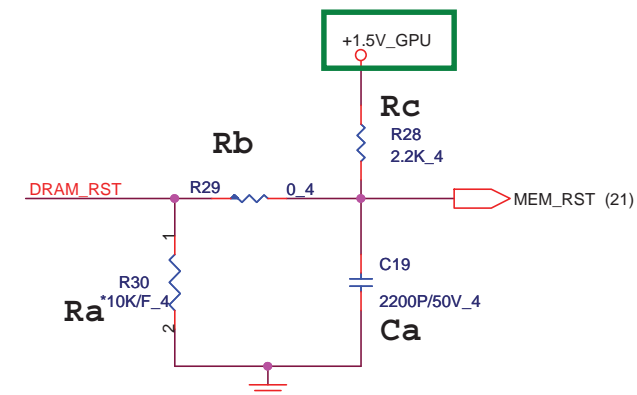 +1.5V_GPU
Rc
R28
2.2K_4
Rb
DRAM_RST
R29
0_4
MEM_RST (21)
1
R30
*10K/F_4
Ra
2
C19
2200P/50V_4
Ca